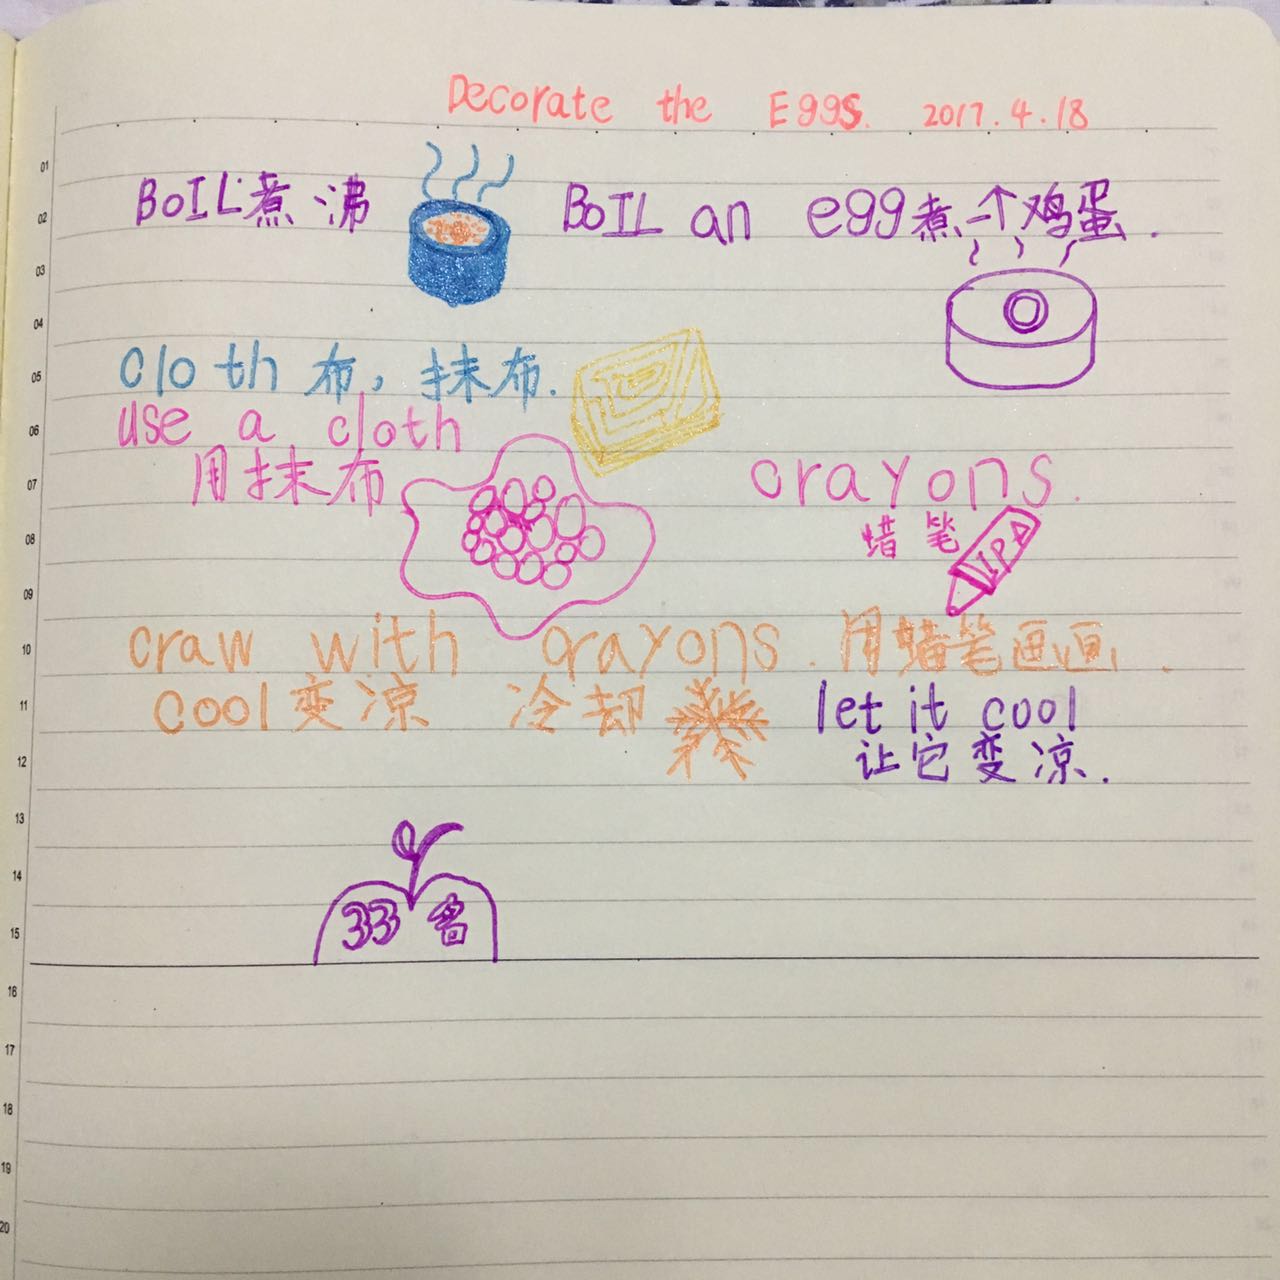 Decorate the Eggs. 2017.4.18
BOIL煮沸 BOIL an egg煮一个鸡蛋.
cloth 布，抹布.
use a cloth
用抹布
crayons.
蜡笔
craw with crayons. 用蜡笔画画.
cool变凉 冷却 let it cool
让它变凉.
33
01
02
03
04
05
06
07
08
09
10
11
12
13
14
15
16
17
18
19
20